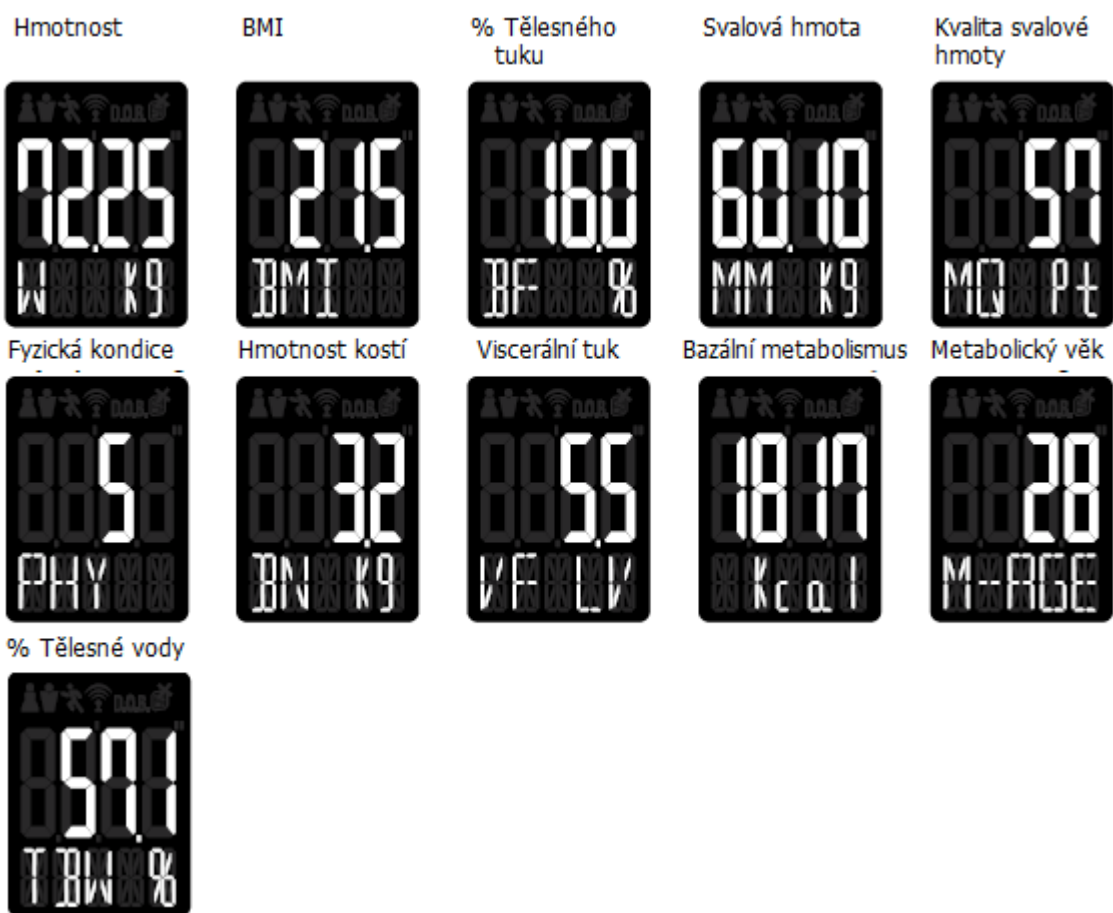 Hmotnost BMI % Tělesného Svalová hmota Kvalita svalové
tuku hmoty
D.O.B. D.O.B. D.O.B. D.O.B. D.O.B.
72.25 21.5 16.0 60.10 57
W Kg BMI BF % MM Kg MQ Pt
Fyzická kondice Hmotnost kostí Viscerální tuk Bazální metabolismus Metabolický věk
D.O.B. D.O.B. D.O.B. D.O.B. D.O.B.
5 3.2 5.5 1817 28
PHY BN Kg VF LV Kcal M-AGE
% Tělesné vody
D.O.B.
57.1
TBW %